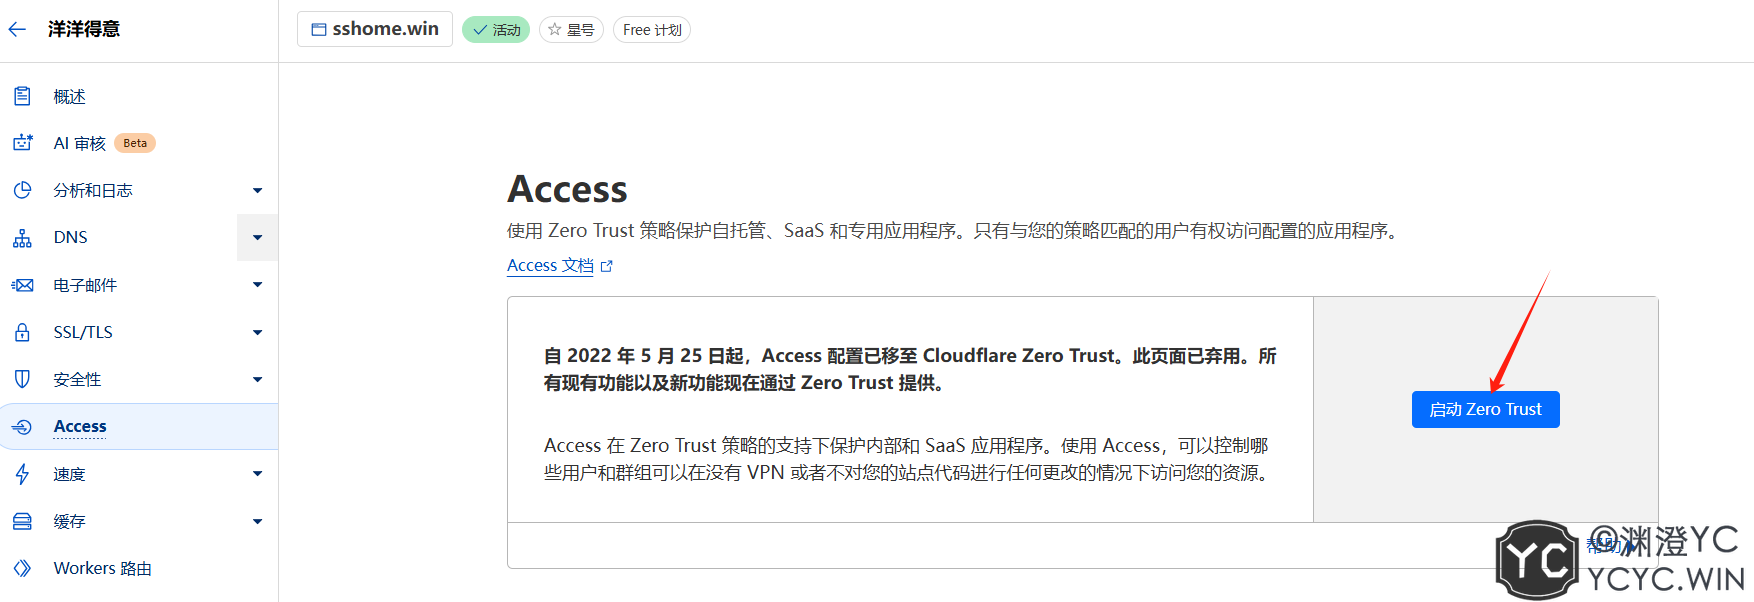 洋洋得意
sshome.win
活动
星号
Free 计划
概述
AI 审核 Beta
分析和日志
DNS
电子邮件
SSL/TLS
安全性
Access
速度
缓存
Workers 路由
Access
使用 Zero Trust 策略保护自托管、SaaS 和专用应用程序。只有与您的策略匹配的用户有权访问配置的应用程序。
Access 文档
自 2022 年 5 月 25 日起，Access 配置已移至 Cloudflare Zero Trust。此页面已弃用。所
有现有功能以及新功能现在通过 Zero Trust 提供。
Access 在 Zero Trust 策略的支持下保护内部和 SaaS 应用程序。使用 Access，可以控制哪
些用户和群组可以在没有 VPN 或者不对您的站点代码进行任何更改的情况下访问您的资源。
启动 Zero Trust
帮助
YC
©渊澄YC
YCYC.WIN